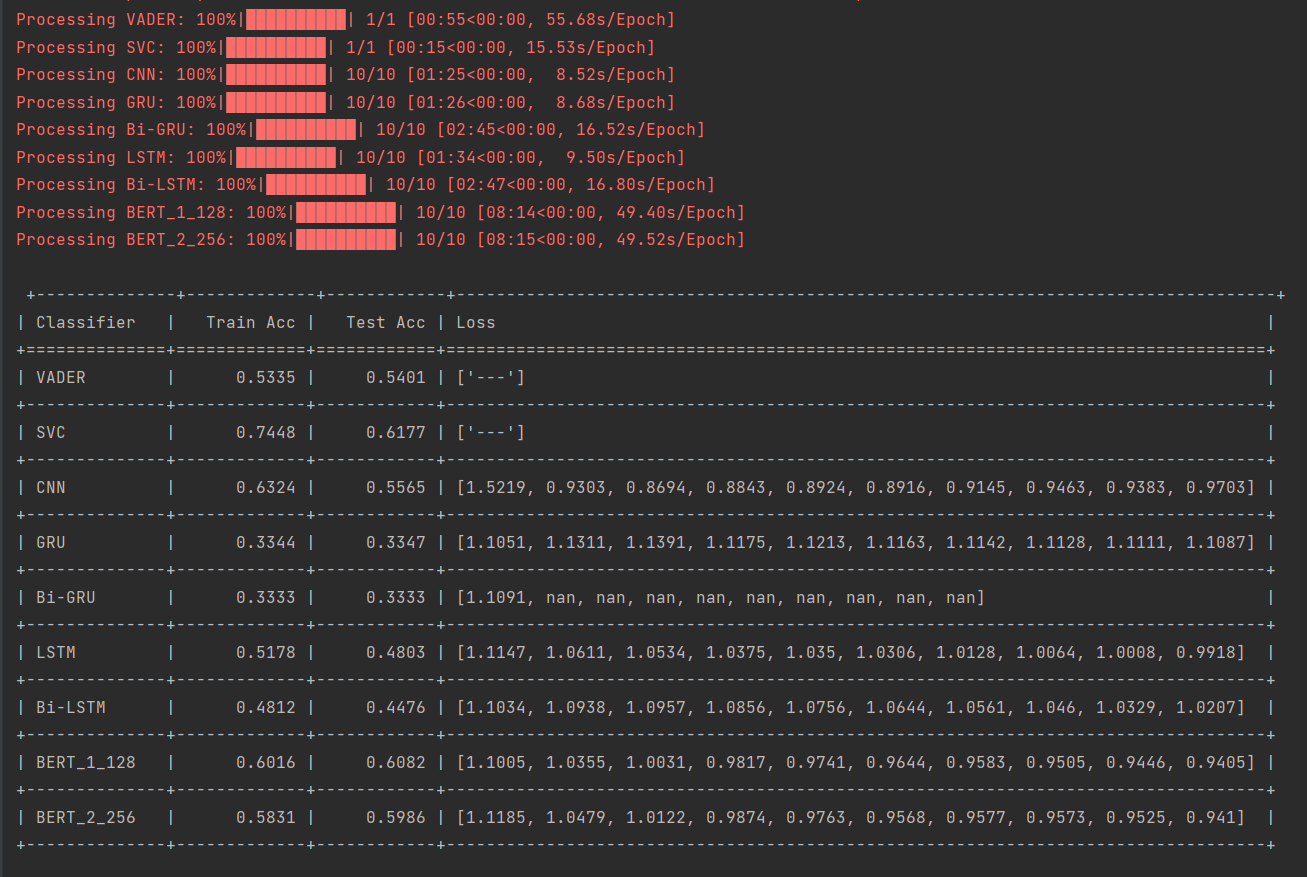 Processing VADER: 100%|██████████| 1/1 [00:55<00:00, 55.68s/Epoch]
Processing SVC: 100%|██████████| 1/1 [00:15<00:00, 15.53s/Epoch]
Processing CNN: 100%|██████████| 10/10 [01:25<00:00,  8.52s/Epoch]
Processing GRU: 100%|██████████| 10/10 [01:26<00:00,  8.68s/Epoch]
Processing Bi-GRU: 100%|██████████| 10/10 [02:45<00:00, 16.52s/Epoch]
Processing LSTM: 100%|██████████| 10/10 [01:34<00:00,  9.50s/Epoch]
Processing Bi-LSTM: 100%|██████████| 10/10 [02:47<00:00, 16.80s/Epoch]
Processing BERT_1_128: 100%|██████████| 10/10 [08:14<00:00, 49.40s/Epoch]
Processing BERT_2_256: 100%|██████████| 10/10 [08:15<00:00, 49.52s/Epoch]
| Classifier   |   Train Acc |   Test Acc | Loss |
| VADER        |      0.5335 |     0.5401 | ['---'] |
| SVC          |      0.7448 |     0.6177 | ['---'] |
| CNN          |      0.6324 |     0.5565 | [1.5219, 0.9303, 0.8694, 0.8843, 0.8924, 0.8916, 0.9145, 0.9463, 0.9383, 0.9703] |
| GRU          |      0.3344 |     0.3347 | [1.1051, 1.1311, 1.1391, 1.1175, 1.1213, 1.1163, 1.1142, 1.1128, 1.1111, 1.1087] |
| Bi-GRU       |      0.3333 |     0.3333 | [1.1091, nan, nan, nan, nan, nan, nan, nan, nan, nan] |
| LSTM         |      0.5178 |     0.4803 | [1.1147, 1.0611, 1.0534, 1.0375, 1.035, 1.0306, 1.0128, 1.0064, 1.0008, 0.9918] |
| Bi-LSTM      |      0.4812 |     0.4476 | [1.1034, 1.0938, 1.0957, 1.0856, 1.0756, 1.0644, 1.0561, 1.046, 1.0329, 1.0207] |
| BERT_1_128   |      0.6016 |     0.6082 | [1.1005, 1.0355, 1.0031, 0.9817, 0.9741, 0.9644, 0.9583, 0.9505, 0.9446, 0.9405] |
| BERT_2_256   |      0.5831 |     0.5986 | [1.1185, 1.0479, 1.0122, 0.9874, 0.9763, 0.9568, 0.9577, 0.9573, 0.9525, 0.941] |